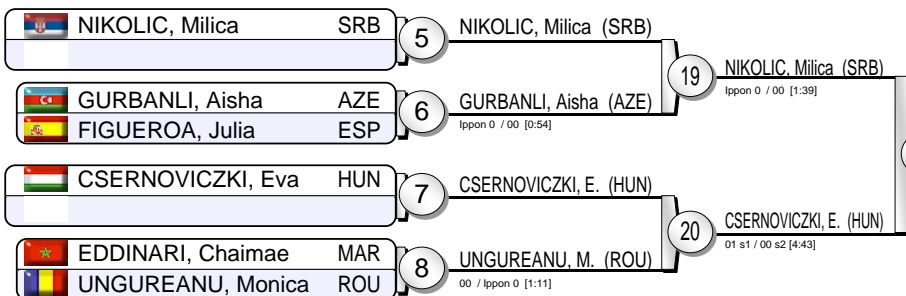 NIKOLIC, Milica SRB
5
NIKOLIC, Milica (SRB)
19
NIKOLIC, Milica (SRB)
Ippon 0 / 00 [1:39]
GURBANLI, Aisha AZE
FIGUEROA, Julia ESP
6
GURBANLI, Aisha (AZE)
Ippon 0 / 00 [0:54]
CSERNOVICZKI, Eva HUN
7
CSERNOVICZKI, E. (HUN)
20
CSERNOVICZKI, E. (HUN)
01 s1 / 00 s2 [4:43]
EDDINARI, Chaimae MAR
UNGUREANU, Monica ROU
8
UNGUREANU, M. (ROU)
00 / Ippon 0 [1:11]